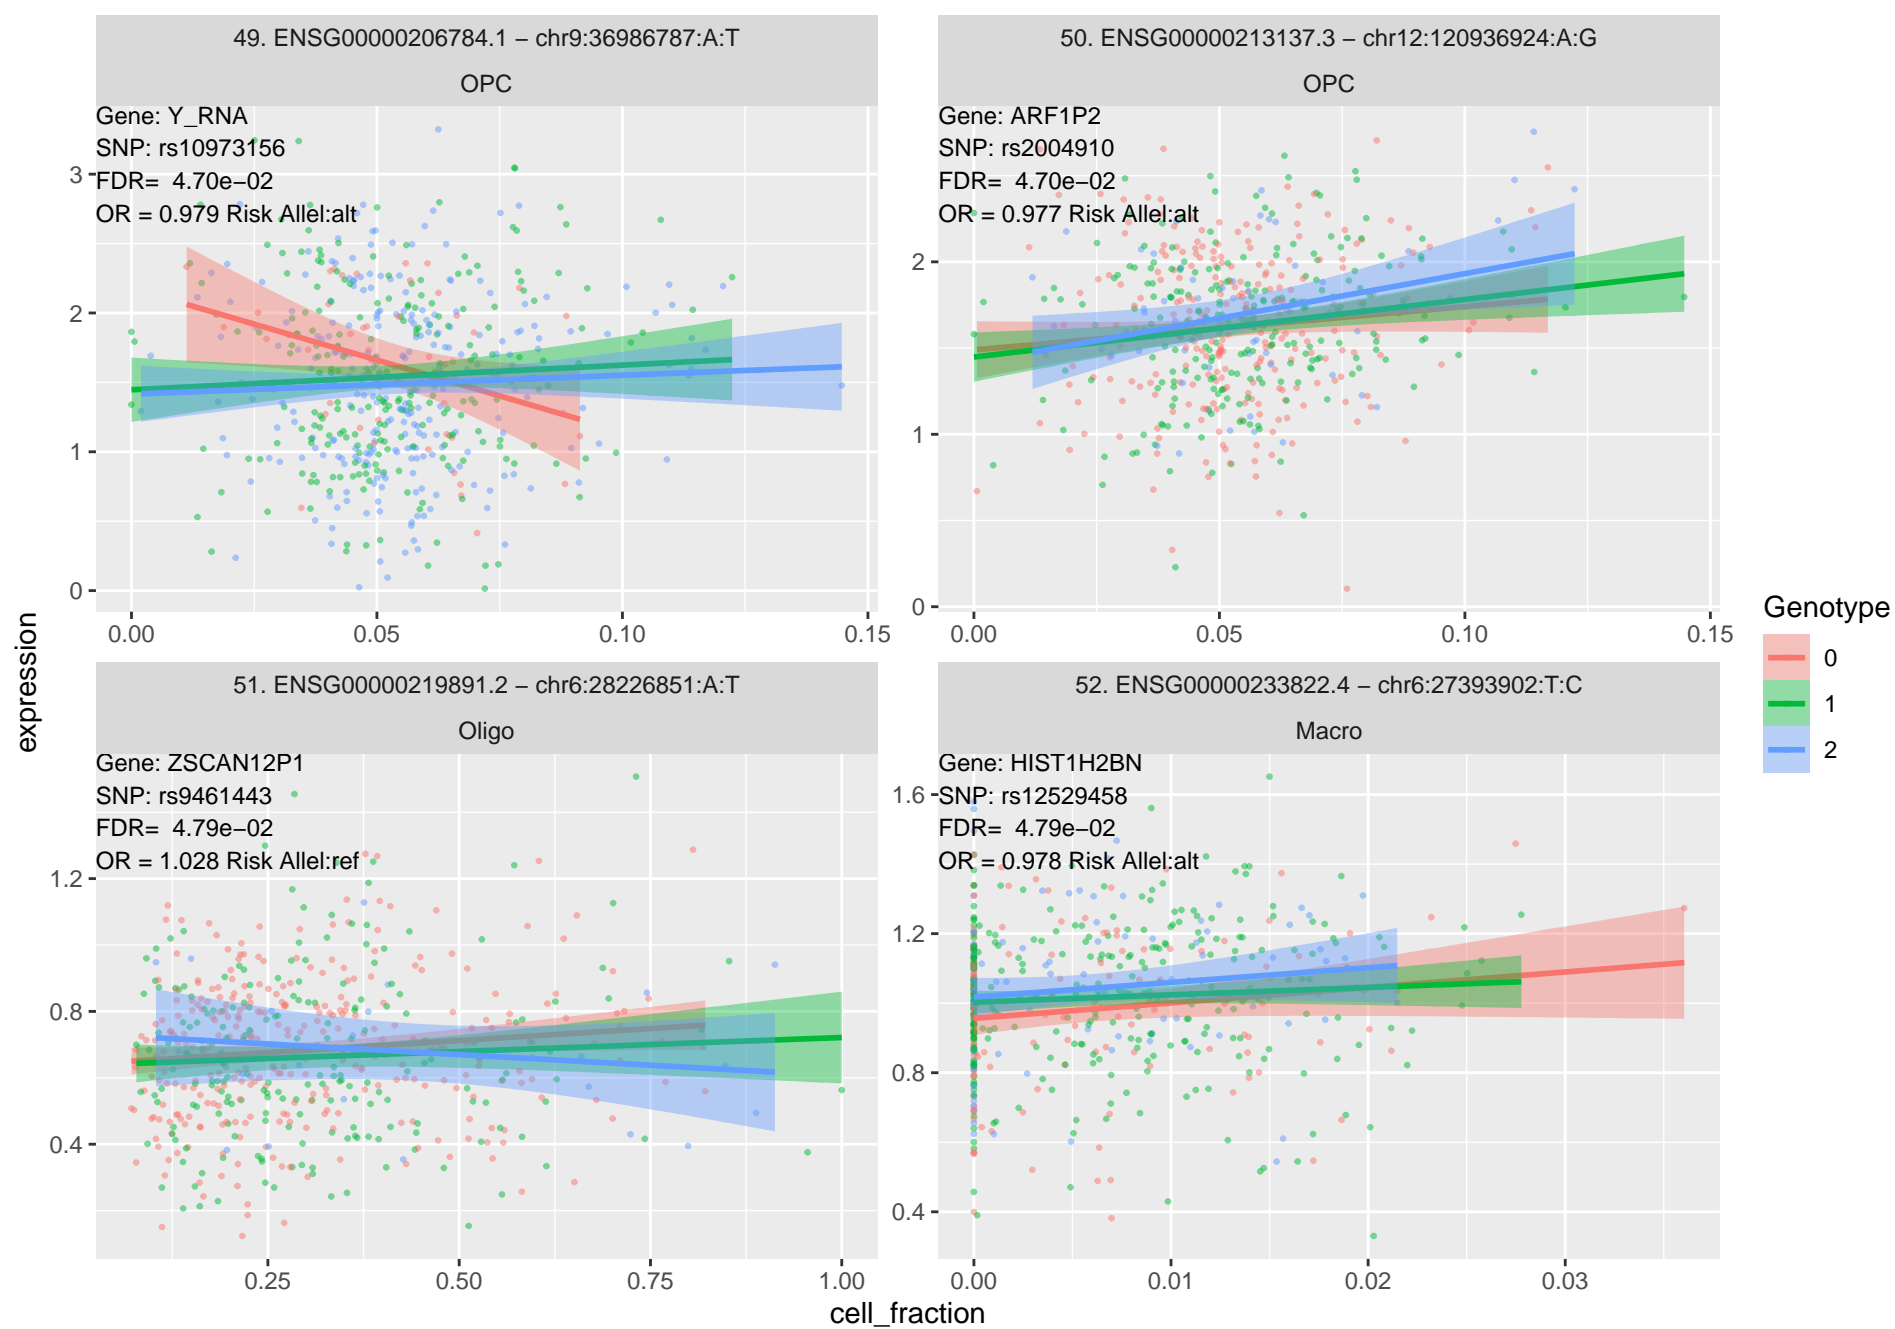 49. ENSG00000206784.1 − chr9:36986787:A:T
OPC
Gene: Y_RNA
SNP: rs10973156
FDR= 4.70e−02
OR = 0.979 Risk Allel:alt
3
2
1
0
0.00 0.05 0.10 0.15
50. ENSG00000213137.3 − chr12:120936924:A:G
OPC
Gene: ARF1P2
SNP: rs2004910
FDR= 4.70e−02
OR = 0.977 Risk Allel:alt
2
1
0
0.00 0.05 0.10 0.15
51. ENSG00000219891.2 − chr6:28226851:A:T
Oligo
Gene: ZSCAN12P1
SNP: rs9461443
FDR= 4.79e−02
OR = 1.028 Risk Allel:ref
1.2
0.8
0.4
0.25 0.50 0.75 1.00
52. ENSG00000233822.4 − chr6:27393902:T:C
Macro
Gene: HIST1H2BN
SNP: rs12529458
FDR= 4.79e−02
OR = 0.978 Risk Allel:alt
1.6
1.2
0.8
0.4
0.00 0.01 0.02 0.03
expression
cell_fraction
Genotype
0
1
2